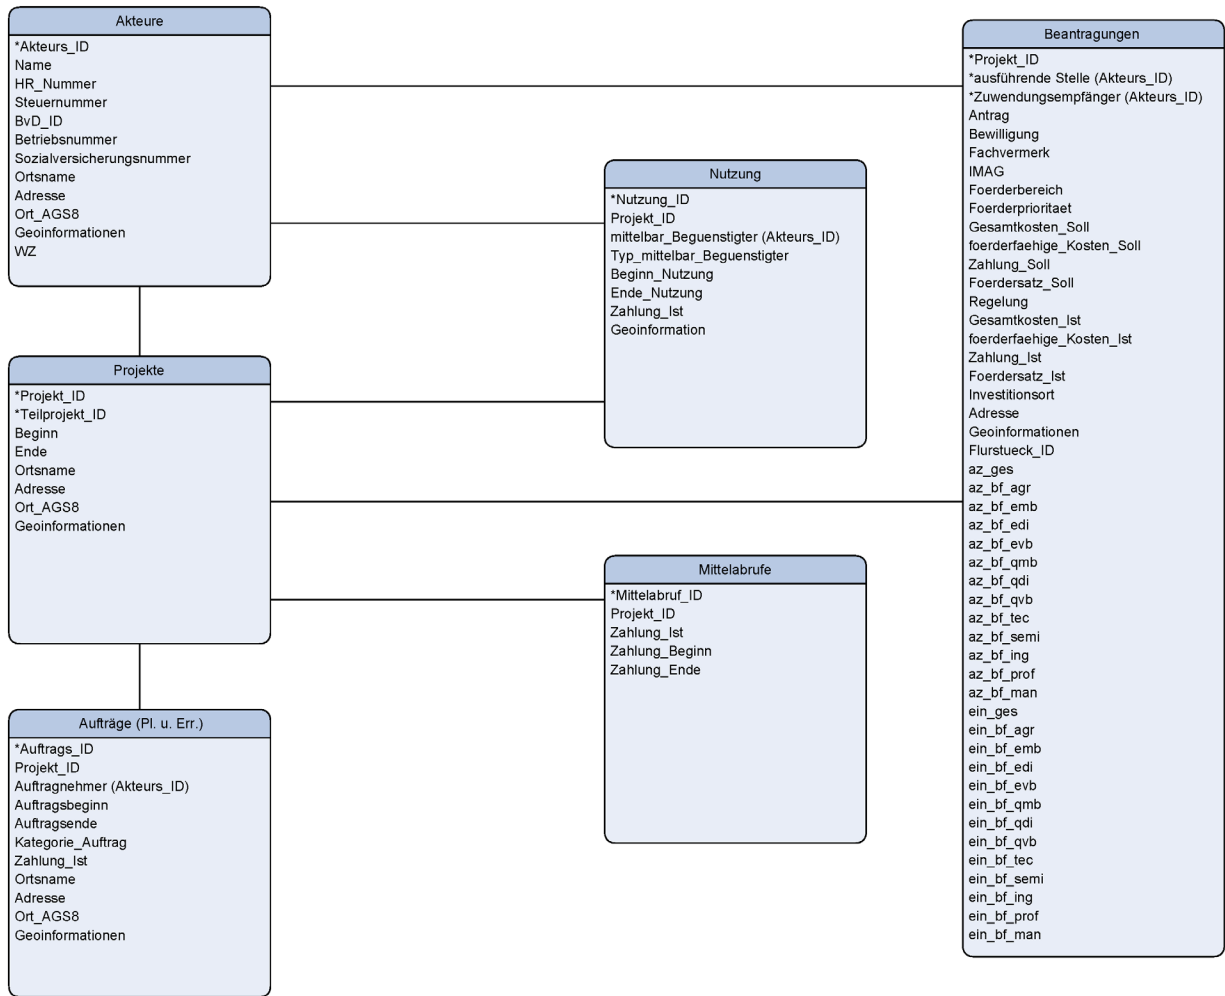 Akteure
*Akteurs_ID
Name
HR_Nummer
Steuernummer
BvD_ID
Betriebsnummer
Sozialversicherungsnummer
Ortsname
Adresse
Ort_AGS8
Geoinformationen
WZ
Projekte
*Projekt_ID
*Teilprojekt_ID
Beginn
Ende
Ortsname
Adresse
Ort_AGS8
Geoinformationen
Aufträge (Pl. u. Err.)
*Auftrags_ID
Projekt_ID
Auftragnehmer (Akteurs_ID)
Auftragsbeginn
Auftragsende
Kategorie_Auftrag
Zahlung_Ist
Ortsname
Adresse
Ort_AGS8
Geoinformationen
Nutzung
*Nutzung_ID
Projekt_ID
mittelbar_Beguenstigter (Akteurs_ID)
Typ_mittelbar_Beguenstigter
Beginn_Nutzung
Ende_Nutzung
Zahlung_Ist
Geoinformation
Mittelabrufe
*Mittelabruf_ID
Projekt_ID
Zahlung_Ist
Zahlung_Beginn
Zahlung_Ende
Beantragungen
*Projekt_ID
*ausführende Stelle (Akteurs_ID)
*Zuwendungsempfänger (Akteurs_ID)
Antrag
Bewilligung
Fachvermerk
IMAG
Foerderbereich
Foerderprioritaet
Gesamtkosten_Soll
foerderfaehige_Kosten_Soll
Zahlung_Soll
Foerdersatz_Soll
Regelung
Gesamtkosten_Ist
foerderfaehige_Kosten_Ist
Zahlung_Ist
Foerdersatz_Ist
Investitionsort
Adresse
Geoinformationen
Flurstueck_ID
az_ges
az_bf_agr
az_bf_emb
az_bf_edi
az_bf_evb
az_bf_qmb
az_bf_qdi
az_bf_qvb
az_bf_tec
az_bf_semi
az_bf_ing
az_bf_prof
az_bf_man
ein_ges
ein_bf_agr
ein_bf_emb
ein_bf_edi
ein_bf_evb
ein_bf_qmb
ein_bf_qdi
ein_bf_qvb
ein_bf_tec
ein_bf_semi
ein_bf_ing
ein_bf_prof
ein_bf_man